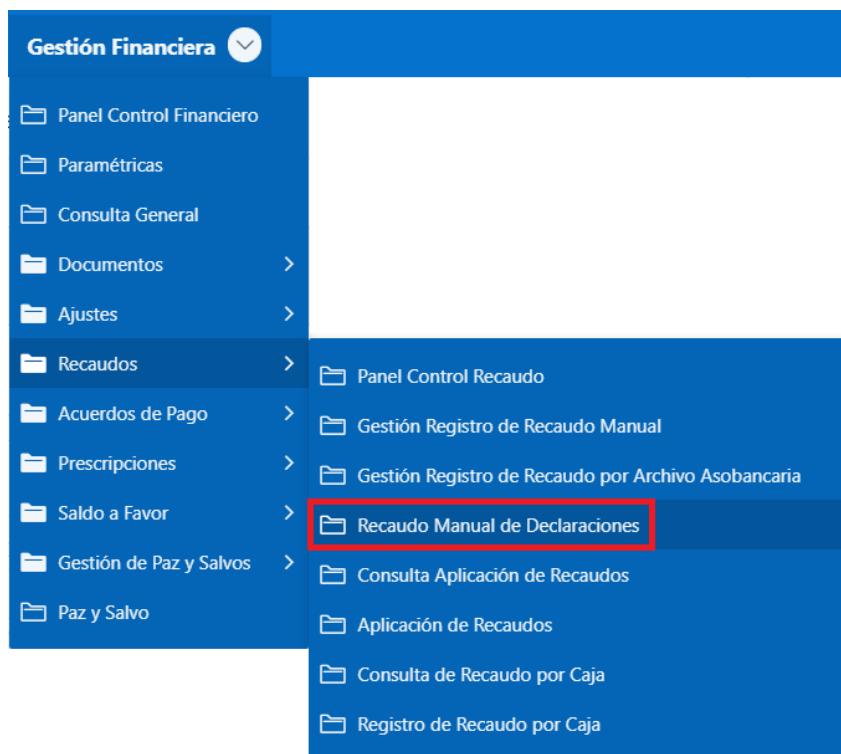 Gestión Financiera
Panel Control Financiero
Paramétricas
Consulta General
Documentos
Ajustes
Recaudos
Acuerdos de Pago
Prescripciones
Saldo a Favor
Gestión de Paz y Salvos
Paz y Salvo
Panel Control Recaudo
Gestión Registro de Recaudo Manual
Gestión Registro de Recaudo por Archivo Asobancaria
Recaudo Manual de Declaraciones
Consulta Aplicación de Recaudos
Aplicación de Recaudos
Consulta de Recaudo por Caja
Registro de Recaudo por Caja